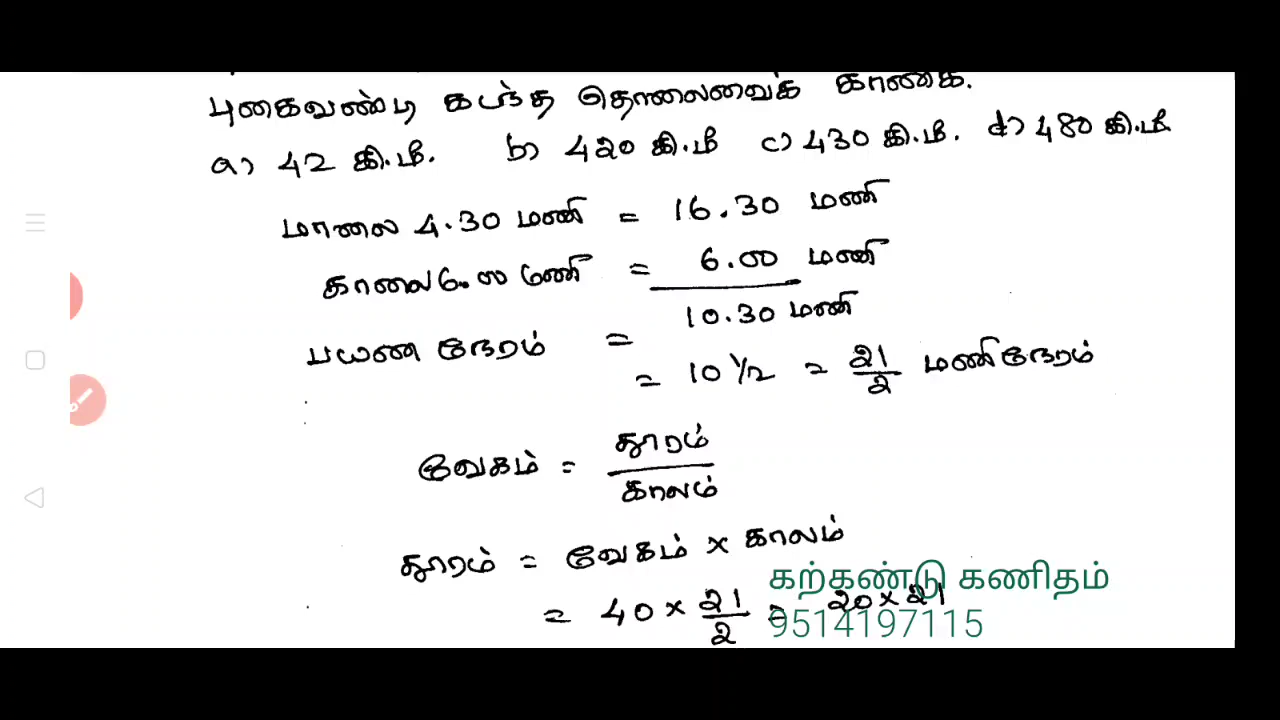 புகைவண்டி கடந்த தொலைவைக் காண்க.
a) 42 கி.மீ. b) 420 கி.மீ c) 430 கி.மீ. d) 480 கி.மீ.
மாலை 4.30 மணி = 16.30 மணி
காலை 6.00 மணி = 6.00 மணி
பயண நேரம் = 10.30 மணி
= 10 1/2 = 21/2 மணிநேரம்
வேகம் = தூரம்/காலம்
தூரம் = வேகம் × காலம்
= 40 × 21/2 = 20 × 21
கற்கண்டு கணிதம்
9514197115